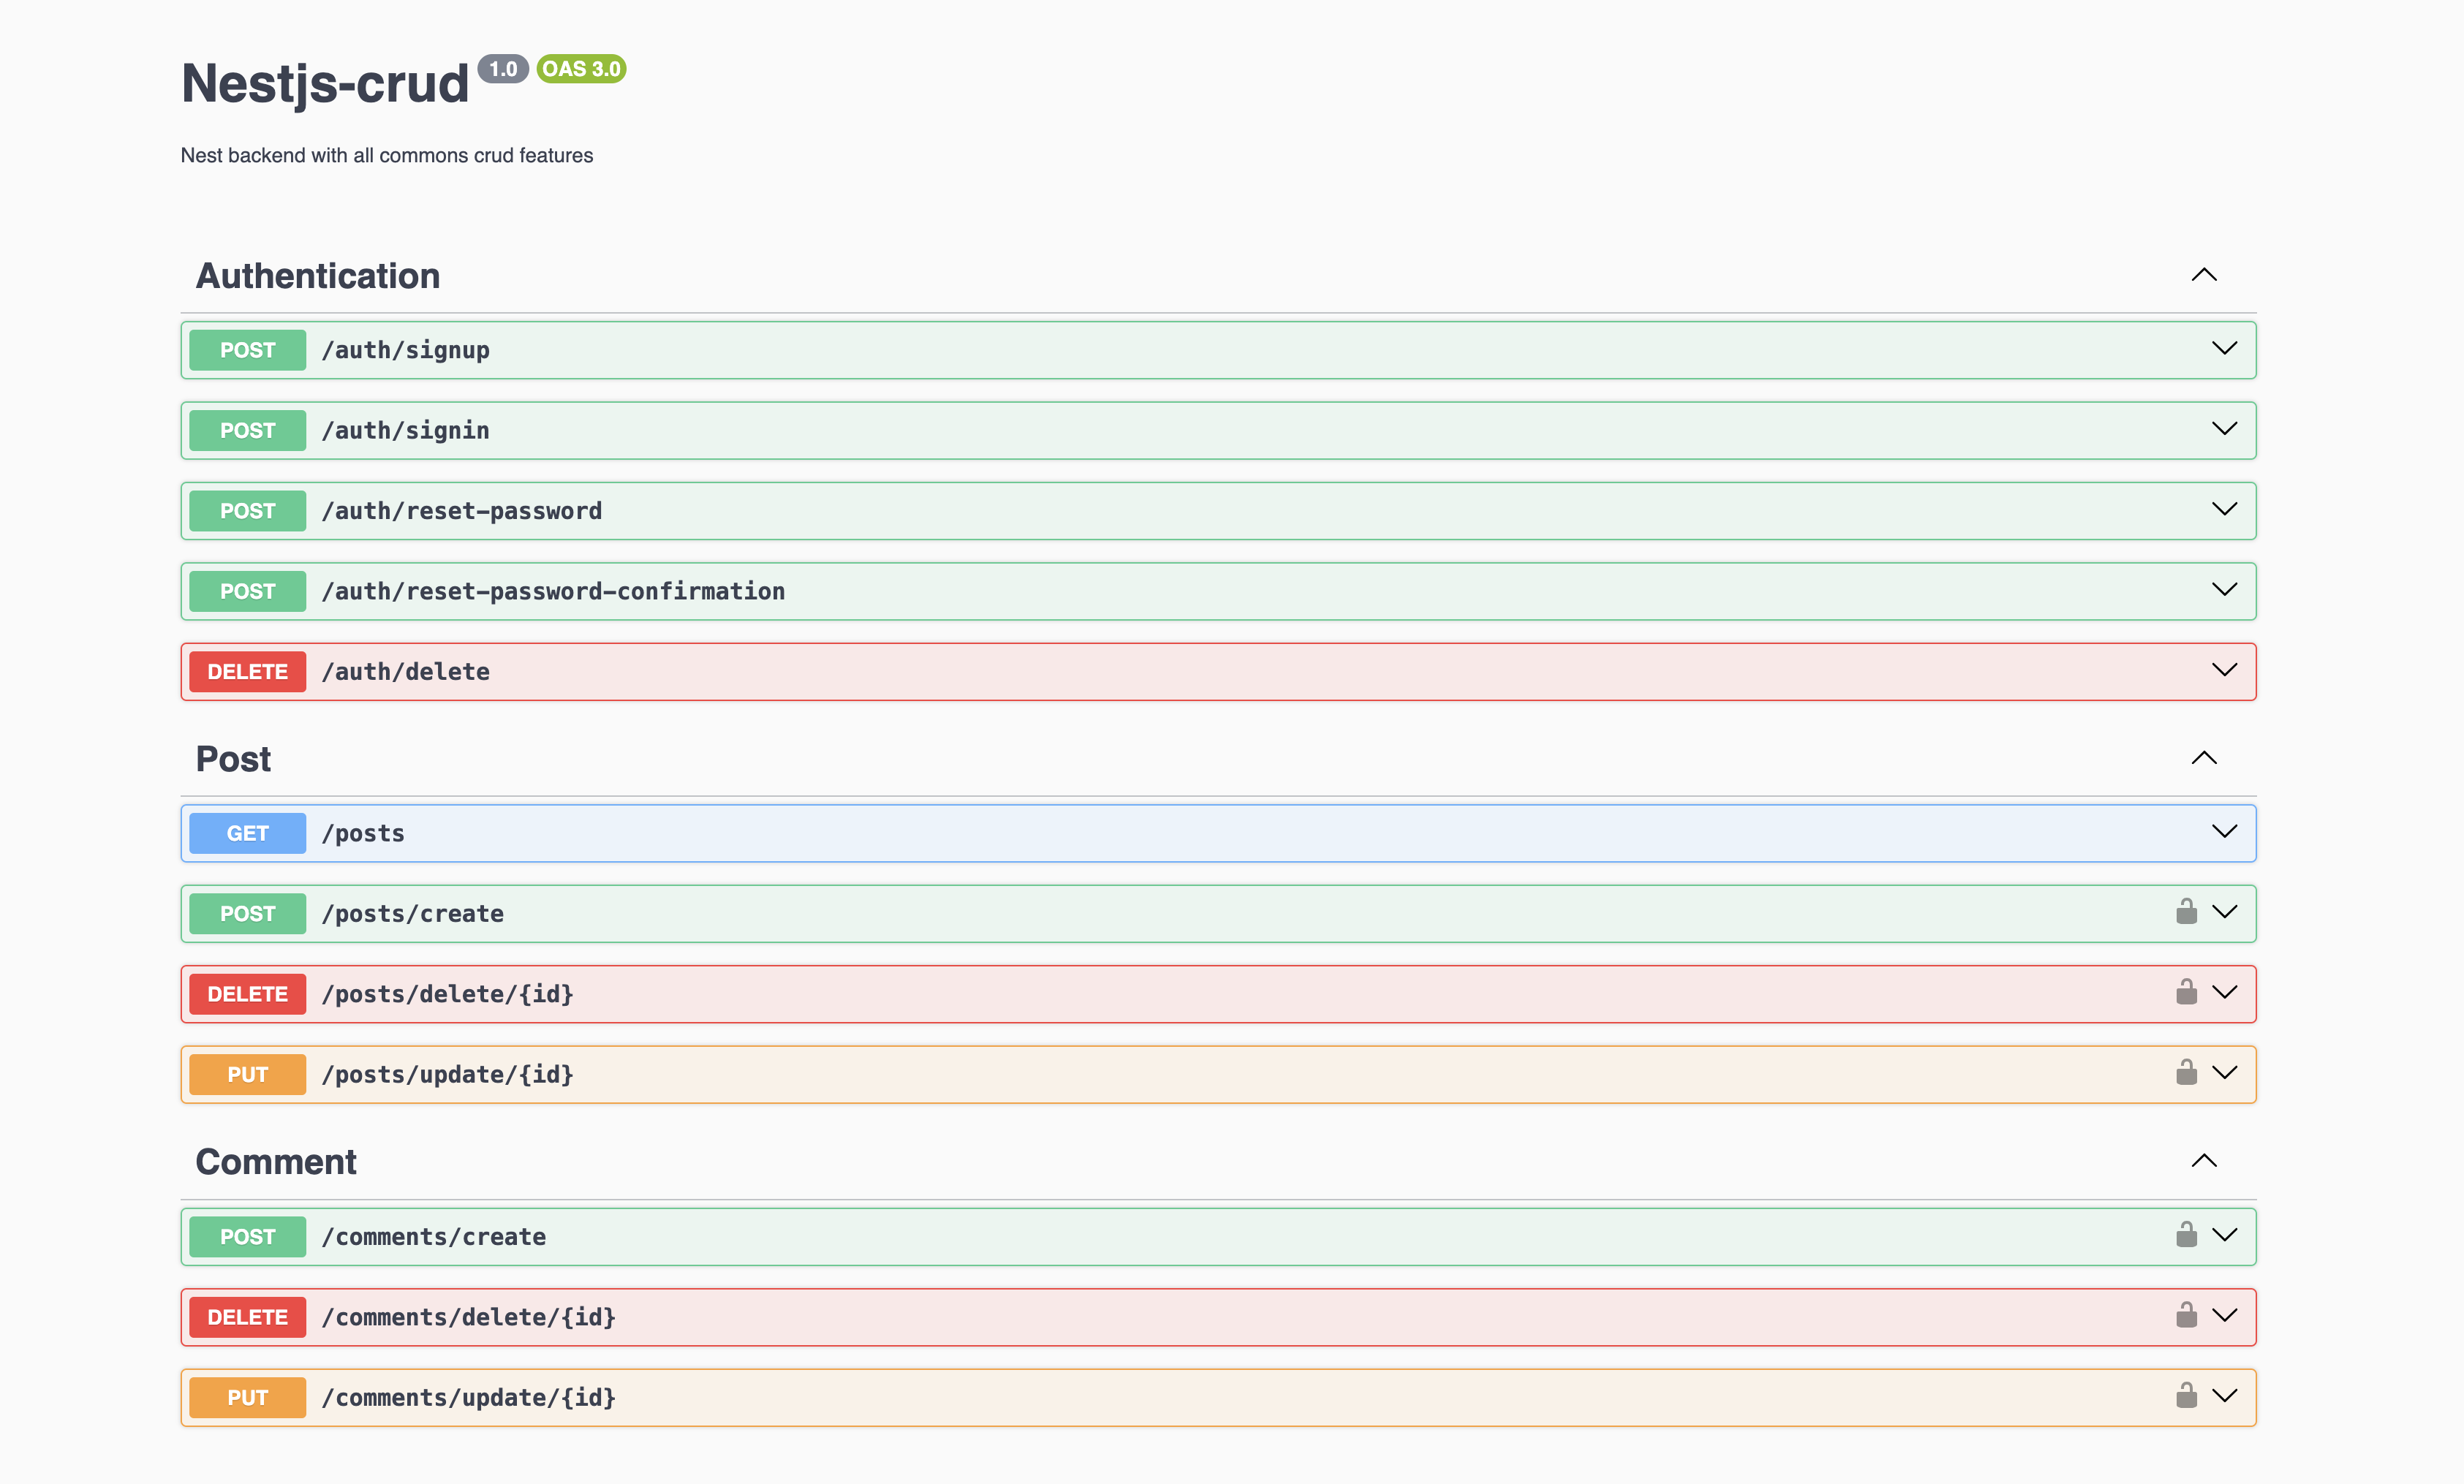 Nestjs-crud 1.0 OAS 3.0
Nest backend with all commons crud features
Authentication
POST /auth/signup
POST /auth/signin
POST /auth/reset-password
POST /auth/reset-password-confirmation
DELETE /auth/delete
Post
GET /posts
POST /posts/create
DELETE /posts/delete/{id}
PUT /posts/update/{id}
Comment
POST /comments/create
DELETE /comments/delete/{id}
PUT /comments/update/{id}